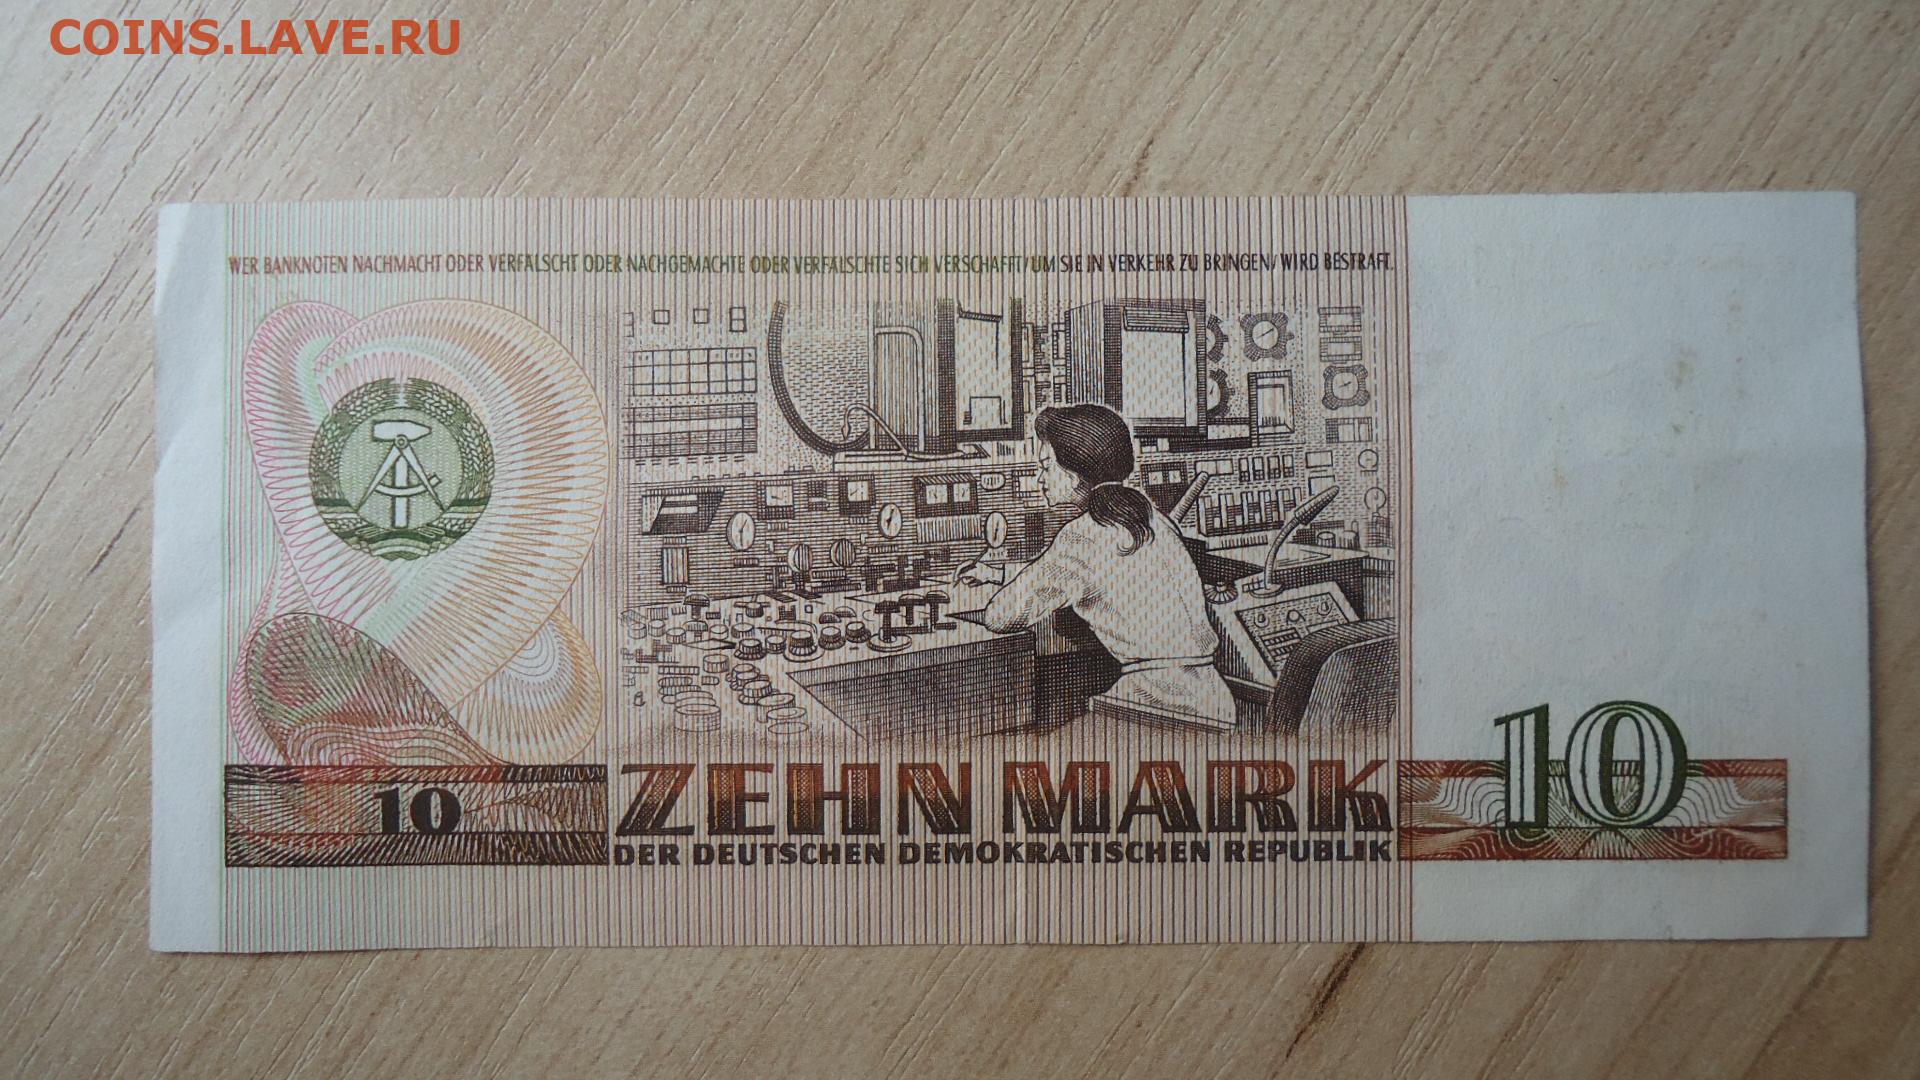 COINS.LAVE.RU
WER BANKNOTEN NACHMACHT ODER VERFÄLSCHT ODER NACHGEMACHTE ODER VERFÄLSCHTE SICH VERSCHAFFT/ UM SIE IN VERKEHR ZU BRINGEN/ WIRD BESTRAFT.
10
ZEHN MARK
DER DEUTSCHEN DEMOKRATISCHEN REPUBLIK
10